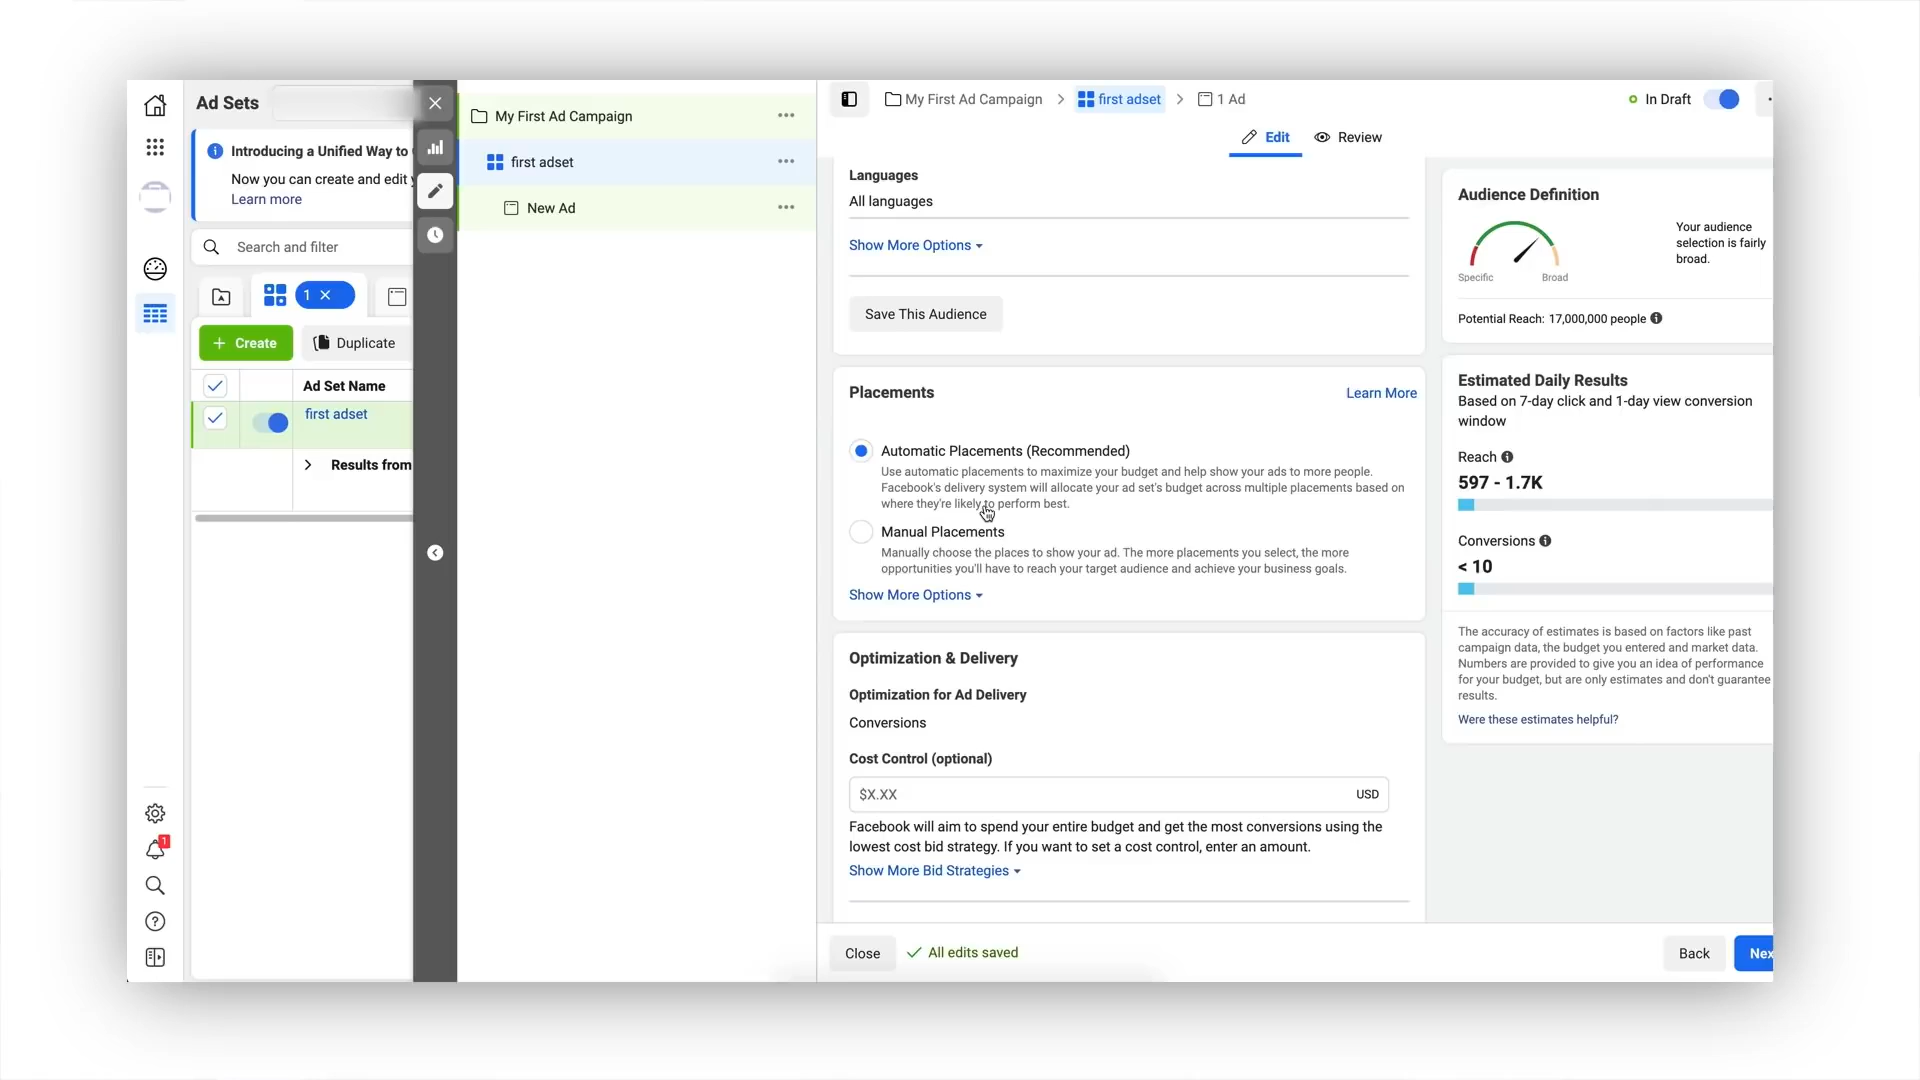 Ad Sets
Introducing a Unified Way to
Now you can create and edit
Learn more
Search and filter
1
Create
Duplicate
Ad Set Name
first adset
Results from
1
My First Ad Campaign
first adset
New Ad
My First Ad Campaign
first adset
1 Ad
In Draft
Edit
Review
Languages
All languages
Show More Options
Save This Audience
Placements
Learn More
Automatic Placements (Recommended)
Use automatic placements to maximize your budget and help show your ads to more people.
Facebook's delivery system will allocate your ad set's budget across multiple placements based on
where they're likely to perform best.
Manual Placements
Manually choose the places to show your ad. The more placements you select, the more
opportunities you'll have to reach your target audience and achieve your business goals.
Show More Options
Optimization & Delivery
Optimization for Ad Delivery
Conversions
Cost Control (optional)
$X.XX
USD
Facebook will aim to spend your entire budget and get the most conversions using the
lowest cost bid strategy. If you want to set a cost control, enter an amount.
Show More Bid Strategies
Close
All edits saved
Back
Nex
Audience Definition
Your audience
selection is fairly
broad.
Specific
Broad
Potential Reach: 17,000,000 people
Estimated Daily Results
Based on 7-day click and 1-day view conversion
window
Reach
597 - 1.7K
Conversions
< 10
The accuracy of estimates is based on factors like past
campaign data, the budget you entered and market data.
Numbers are provided to give you an idea of performance
for your budget, but are only estimates and don't guarantee
results.
Were these estimates helpful?